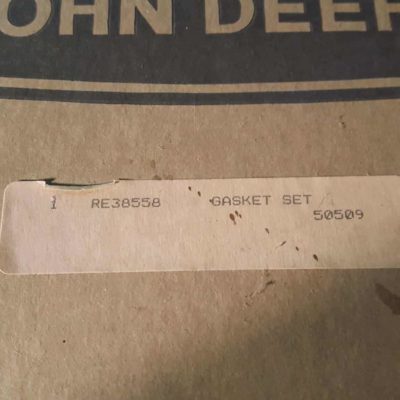 OHN DEER
1 RE38558 GASKET SET
50509